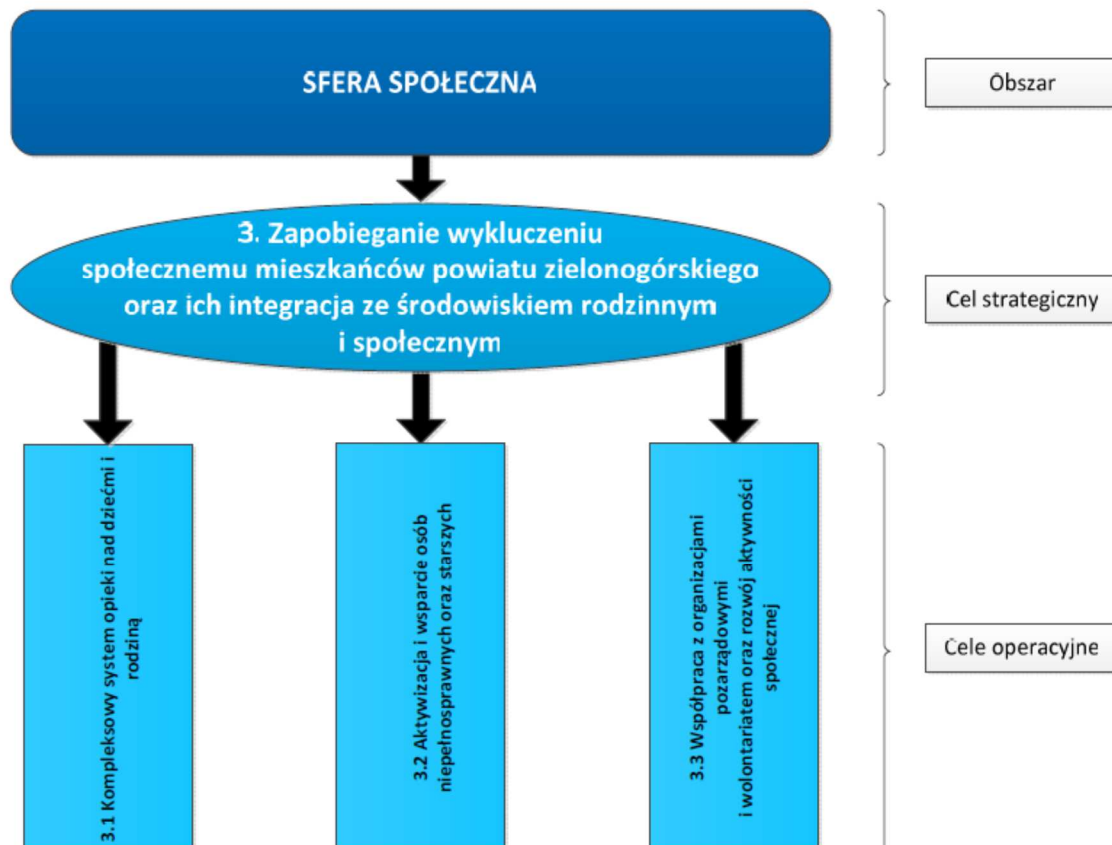 SFERA SPOŁECZNA
Obszar
3. Zapobieganie wykluczeniu
społecznemu mieszkańców powiatu zielonogórskiego
oraz ich integracja ze środowiskiem rodzinnym
i społecznym
Cel strategiczny
3.1 Kompleksowy system opieki nad dziećmi i
rodziną
3.2 Aktywizacja i wsparcie osób
niepełnosprawnych oraz starszych
3.3 Współpraca z organizacjami
pozarządowymi
i wolontariatem oraz rozwój aktywności
społecznej
Cele operacyjne